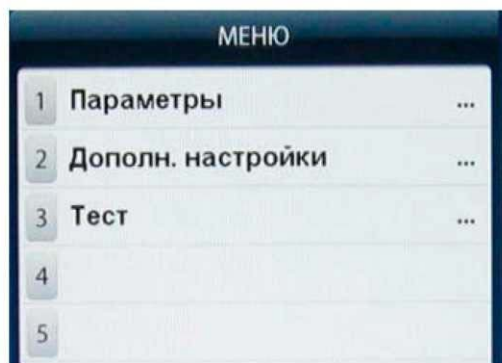 МЕНЮ
1 Параметры ...
2 Дополн. настройки ...
3 Тест ...
4
5